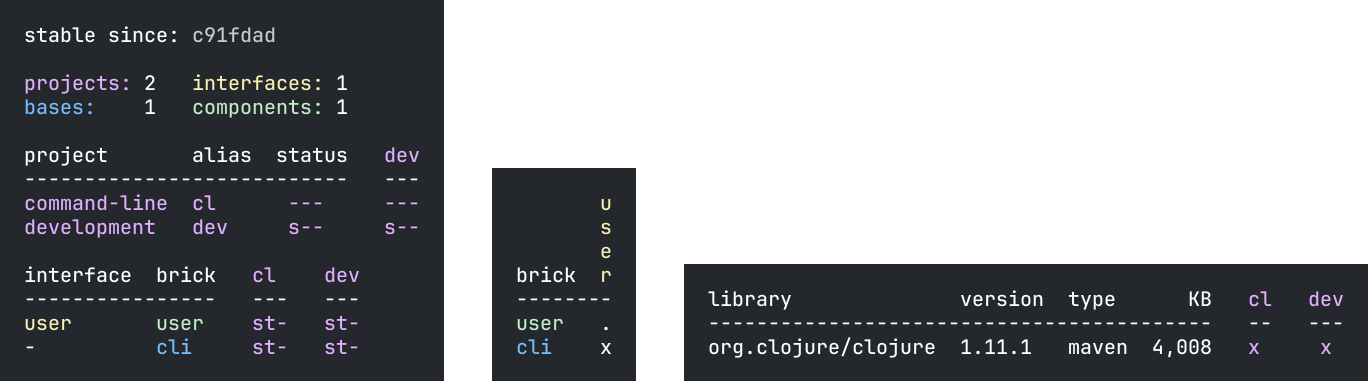 stable since: c91fdad
projects: 2 interfaces: 1
bases: 1 components: 1
project alias status dev
--------------------------- ---
command-line cl --- ---
development dev s-- s--
interface brick cl dev
---------------- --- ---
user user st- st-
- cli st- st-
u
s
e
brick r
--------
user .
cli x
library version type KB cl dev
------------------------------------------ -- ---
org.clojure/clojure 1.11.1 maven 4,008 x x